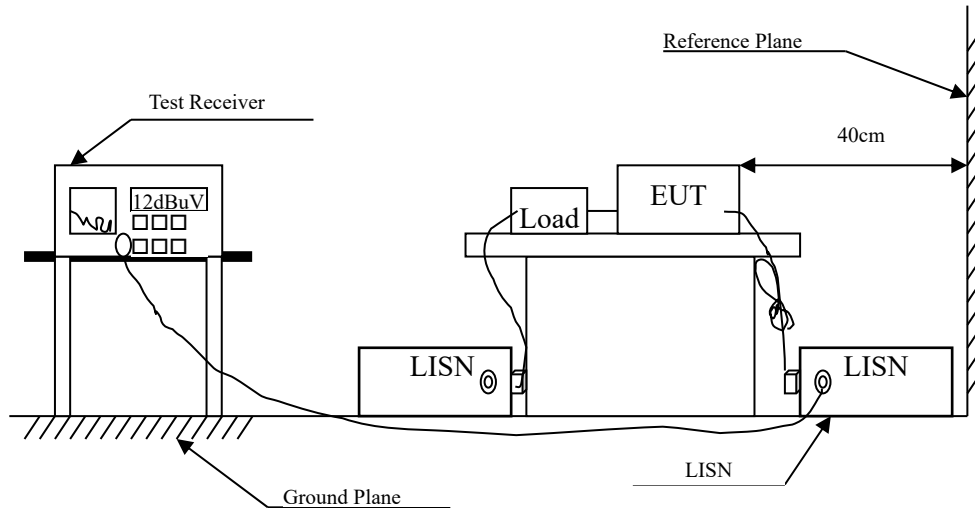 Reference Plane
Test Receiver
40cm
12dBuV
EUT
Load
LISN
LISN
LISN
Ground Plane